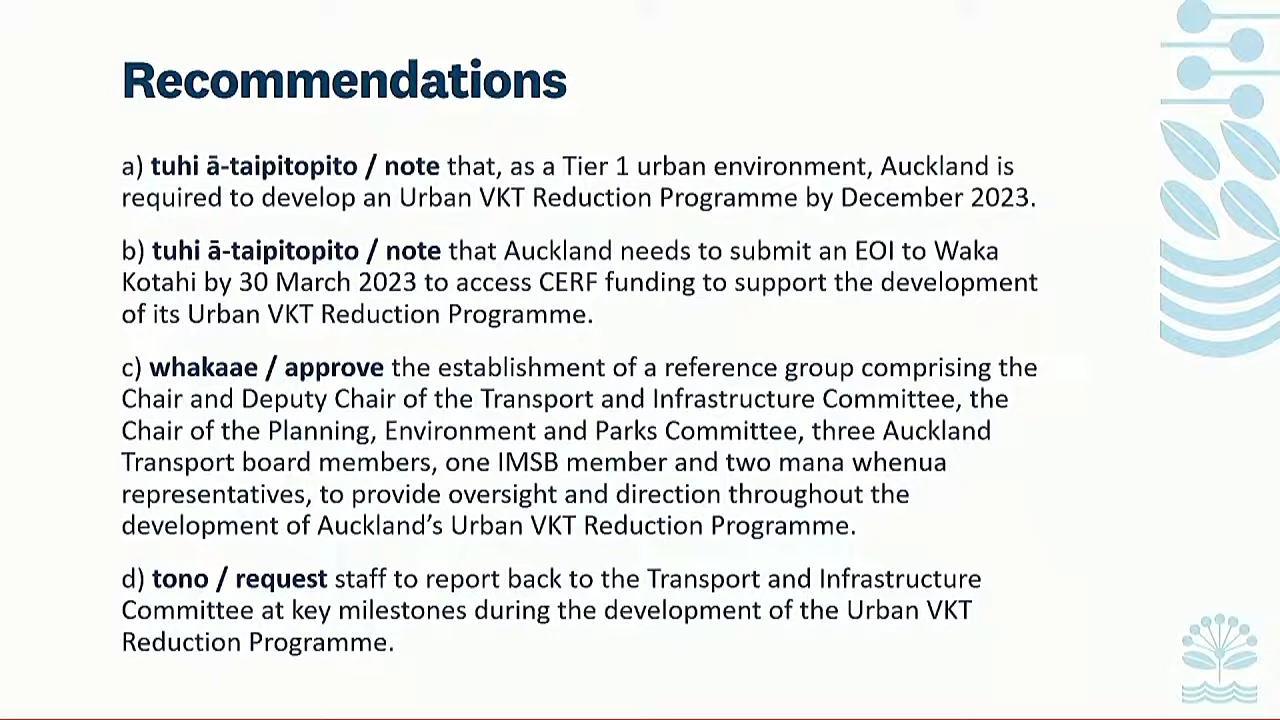 Recommendations
a) tuhi ā-taipitopito / note that, as a Tier 1 urban environment, Auckland is
required to develop an Urban VKT Reduction Programme by December 2023.
b) tuhi ā-taipitopito / note that Auckland needs to submit an EOI to Waka
Kotahi by 30 March 2023 to access CERF funding to support the development
of its Urban VKT Reduction Programme.
c) whakaae / approve the establishment of a reference group comprising the
Chair and Deputy Chair of the Transport and Infrastructure Committee, the
Chair of the Planning, Environment and Parks Committee, three Auckland
Transport board members, one IMSB member and two mana whenua
representatives, to provide oversight and direction throughout the
development of Auckland’s Urban VKT Reduction Programme.
d) tono / request staff to report back to the Transport and Infrastructure
Committee at key milestones during the development of the Urban VKT
Reduction Programme.